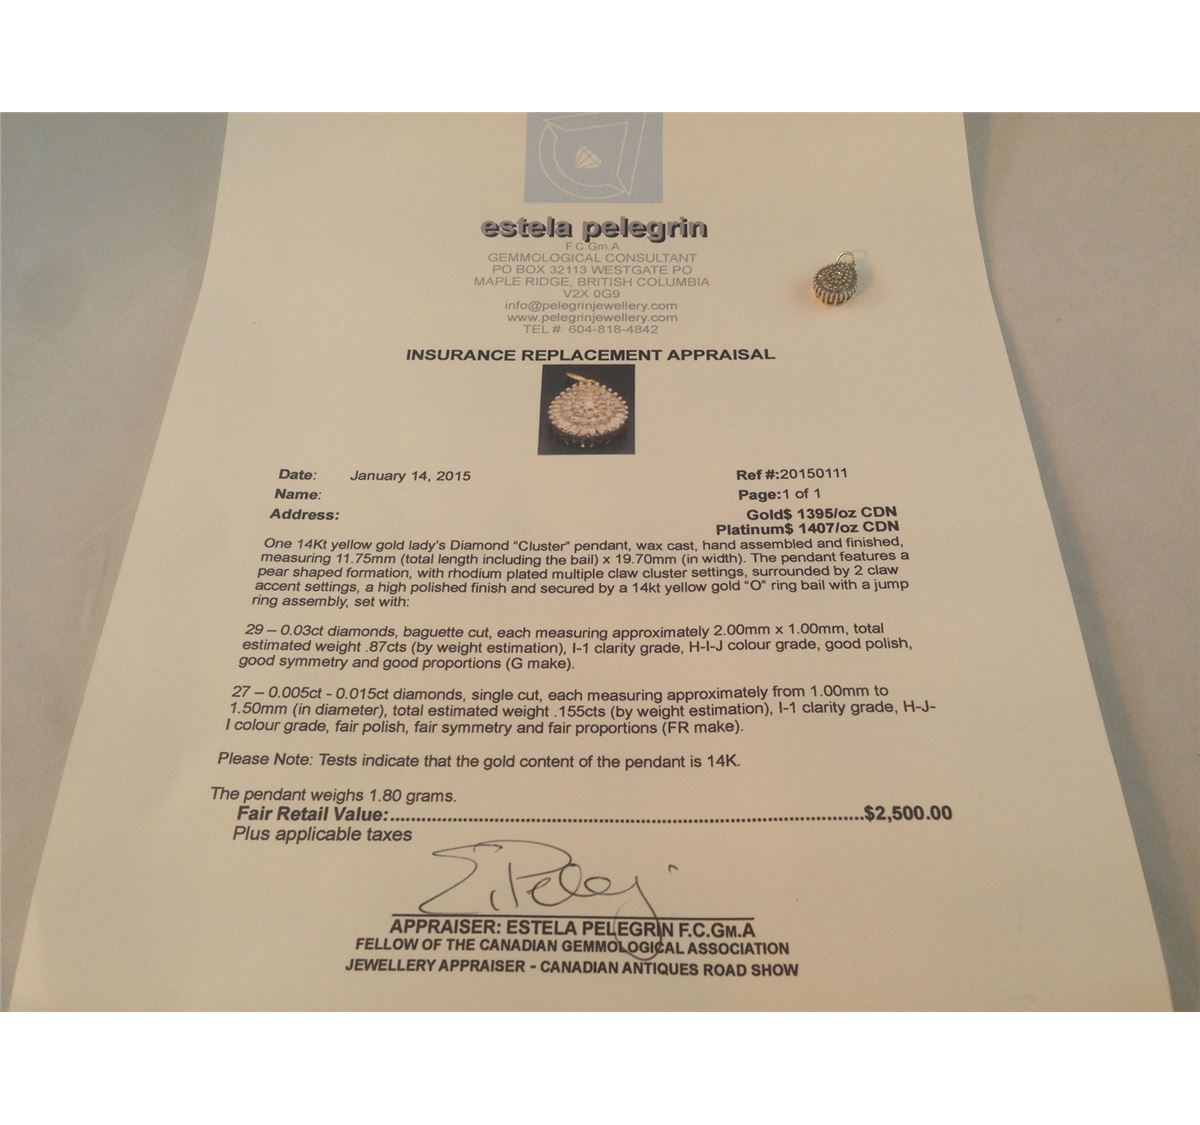 estela pelegrin
F.C.Gm.A
GEMMOLOGICAL CONSULTANT
PO BOX 32113 WESTGATE PO
MAPLE RIDGE, BRITISH COLUMBIA
V2X 0G9
info@pelegrinjewellery.com
www.pelegrinjewellery.com
TEL #: 604-818-4842
INSURANCE REPLACEMENT APPRAISAL
Date: January 14, 2015 Ref #:20150111
Name: Page:1 of 1
Address: Gold$ 1395/oz CDN
Platinum$ 1407/oz CDN
One 14Kt yellow gold lady's Diamond "Cluster" pendant, wax cast, hand assembled and finished,
measuring 11.75mm (total length including the bail) x 19.70mm (in width). The pendant features a
pear shaped formation, with rhodium plated multiple claw cluster settings, surrounded by 2 claw
accent settings, a high polished finish and secured by a 14kt yellow gold "O" ring bail with a jump
ring assembly, set with:
29 – 0.03ct diamonds, baguette cut, each measuring approximately 2.00mm x 1.00mm, total
estimated weight .87cts (by weight estimation), I-1 clarity grade, H-I-J colour grade, good polish,
good symmetry and good proportions (G make).
27 – 0.005ct - 0.015ct diamonds, single cut, each measuring approximately from 1.00mm to
1.50mm (in diameter), total estimated weight .155cts (by weight estimation), I-1 clarity grade, H-J-
I colour grade, fair polish, fair symmetry and fair proportions (FR make).
Please Note: Tests indicate that the gold content of the pendant is 14K.
The pendant weighs 1.80 grams.
Fair Retail Value:....................................................................................$2,500.00
Plus applicable taxes
E. Peleg
APPRAISER: ESTELA PELEGRIN F.C.GM.A
FELLOW OF THE CANADIAN GEMMOLOGICAL ASSOCIATION
JEWELLERY APPRAISER - CANADIAN ANTIQUES ROAD SHOW